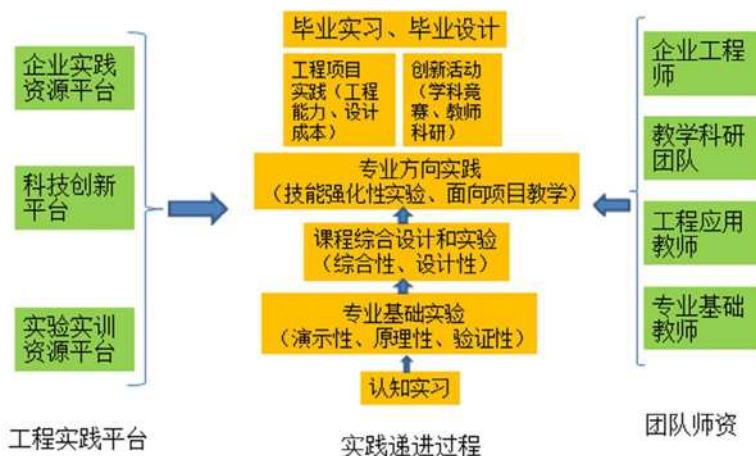 企业实践
资源平台
科技创新
平台
实验实训
资源平台
工程实践平台
毕业实习、毕业设计
工程项目
实践（工程
能力、设计
成本）
创新活动
（学科竞
赛、教师
科研）
专业方向实践
（技能强化性实验、面向项目教学）
课程综合设计和实验
（综合性、设计性）
专业基础实验
（演示性、原理性、验证性）
认知实习
实践递进过程
企业工程
师
教学科研
团队
工程应用
教师
专业基础
教师
团队师资